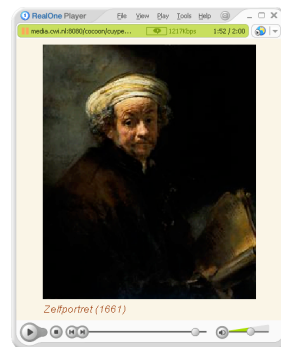 RealOne Player File View Play Tools Help
media.cwi.nl:8080/cocoon/cuype... 1217Kbps 1:52 / 2:00
Zelfportret (1661)